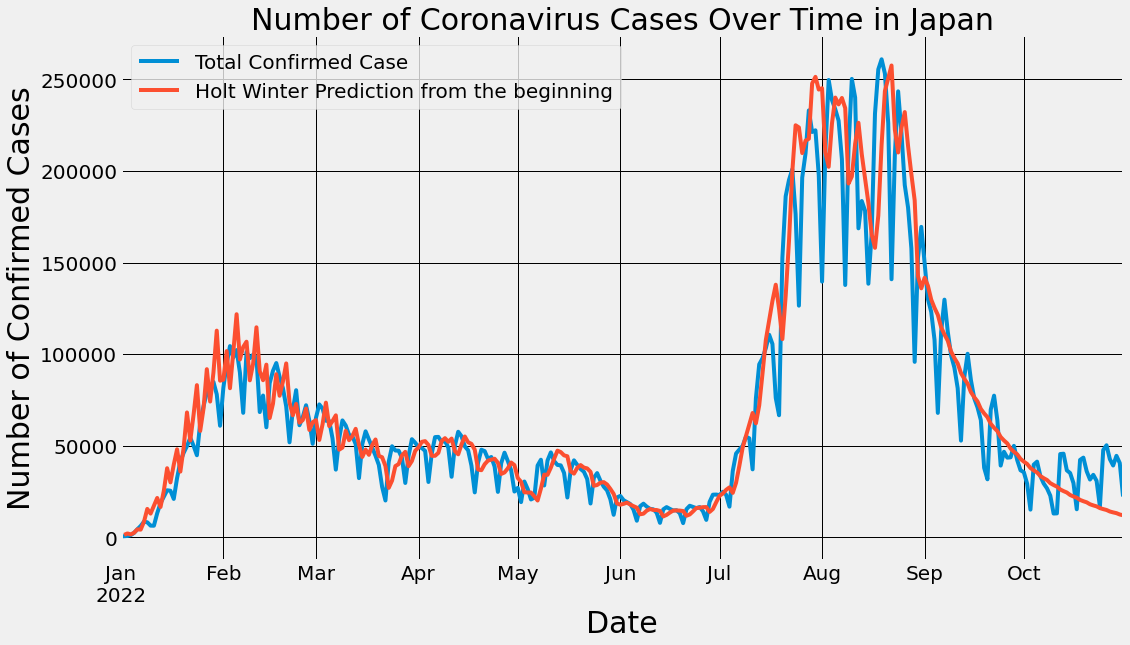 Number of Coronavirus Cases Over Time in Japan
Total Confirmed Case
Holt Winter Prediction from the beginning
Number of Confirmed Cases
250000
200000
150000
100000
50000
0
Jan Feb Mar Apr May Jun Jul Aug Sep Oct
2022
Date